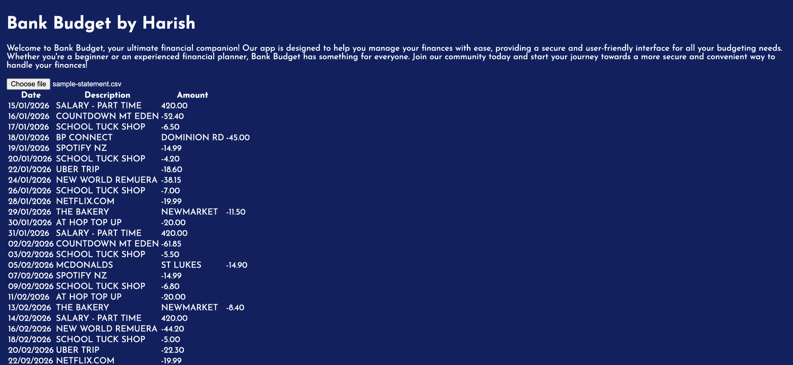 Bank Budget by Harish
Welcome to Bank Budget, your ultimate financial companion! Our app is designed to help you manage your finances with ease, providing a secure and user-friendly interface for all your budgeting needs.
Whether you're a beginner or an experienced financial planner, Bank Budget has something for everyone. Join our community today and start your journey towards a more secure and convenient way to
handle your finances!
Choose file sample-statement.csv
Date Description Amount
15/01/2026 SALARY - PART TIME 420.00
16/01/2026 COUNTDOWN MT EDEN -52.40
17/01/2026 SCHOOL TUCK SHOP -6.50
18/01/2026 BP CONNECT DOMINION RD -45.00
19/01/2026 SPOTIFY NZ -14.99
20/01/2026 SCHOOL TUCK SHOP -4.20
22/01/2026 UBER TRIP -18.60
24/01/2026 NEW WORLD REMUERA -38.15
26/01/2026 SCHOOL TUCK SHOP -7.00
28/01/2026 NETFLIX.COM -19.99
29/01/2026 THE BAKERY NEWMARKET -11.50
30/01/2026 AT HOP TOP UP -20.00
31/01/2026 SALARY - PART TIME 420.00
02/02/2026 COUNTDOWN MT EDEN -61.85
03/02/2026 SCHOOL TUCK SHOP -5.50
05/02/2026 MCDONALDS ST LUKES -14.90
07/02/2026 SPOTIFY NZ -14.99
09/02/2026 SCHOOL TUCK SHOP -6.80
11/02/2026 AT HOP TOP UP -20.00
13/02/2026 THE BAKERY NEWMARKET -8.40
14/02/2026 SALARY - PART TIME 420.00
16/02/2026 NEW WORLD REMUERA -44.20
18/02/2026 SCHOOL TUCK SHOP -5.00
20/02/2026 UBER TRIP -22.30
22/02/2026 NETFLIX.COM -19.99